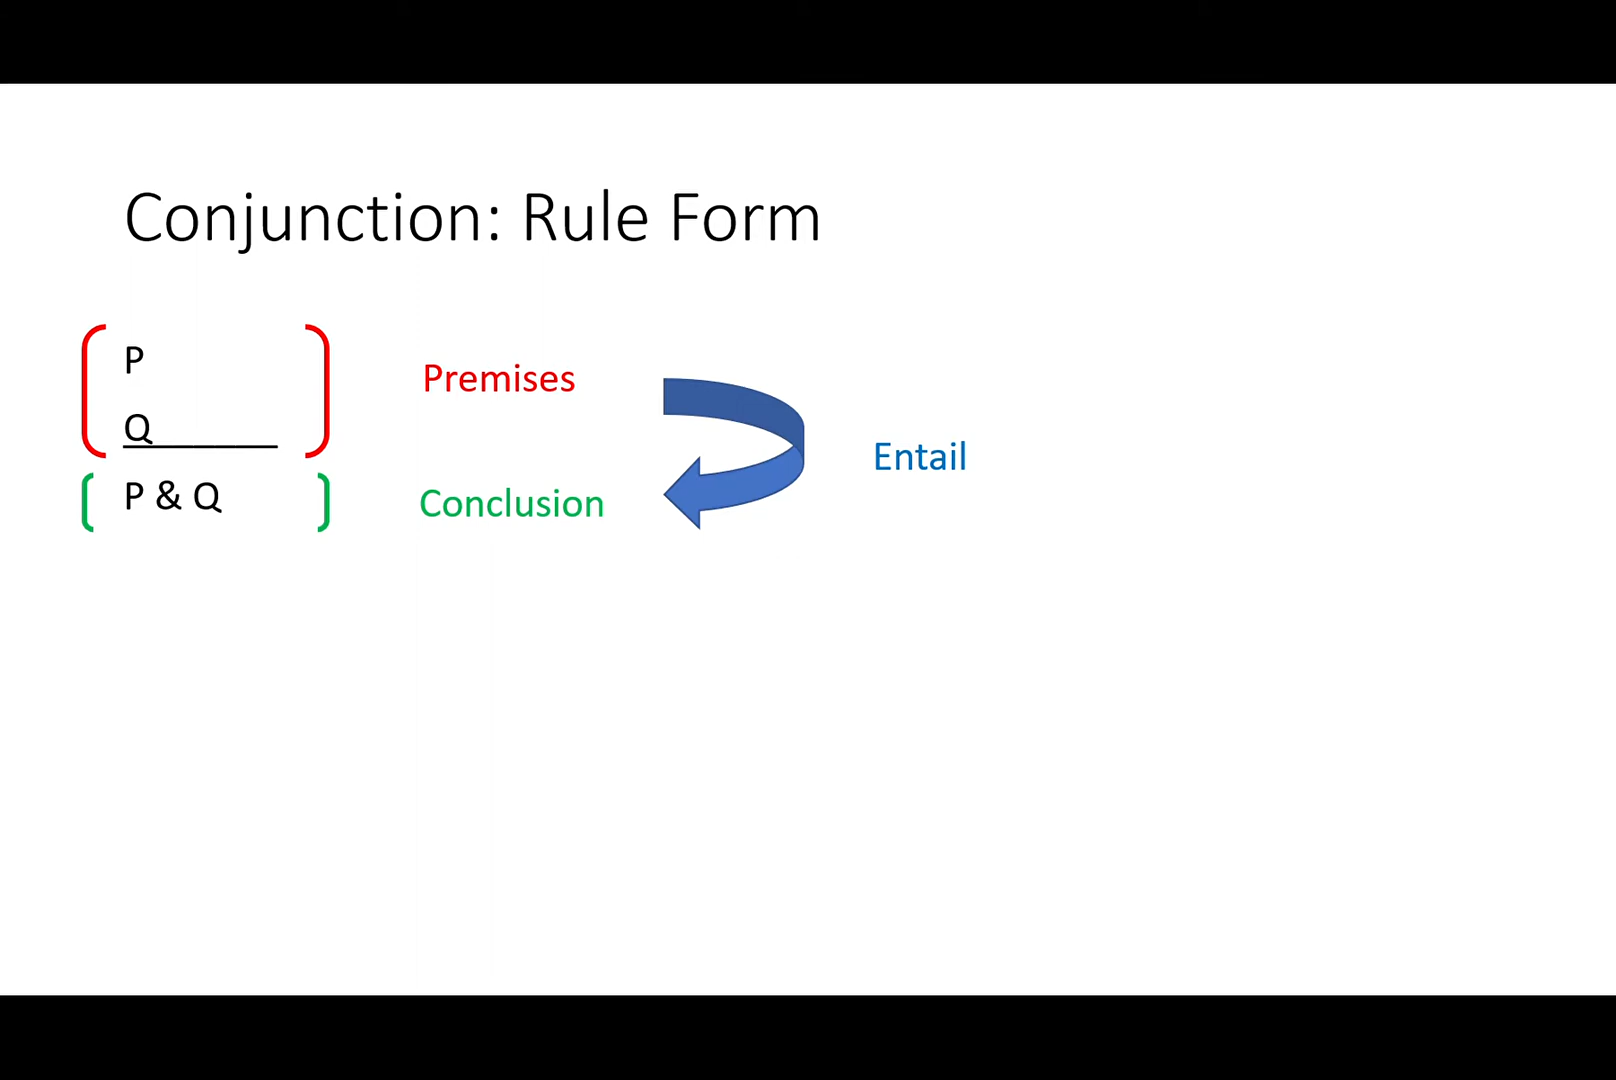 Conjunction: Rule Form
P
Q
P & Q
Premises
Conclusion
Entail